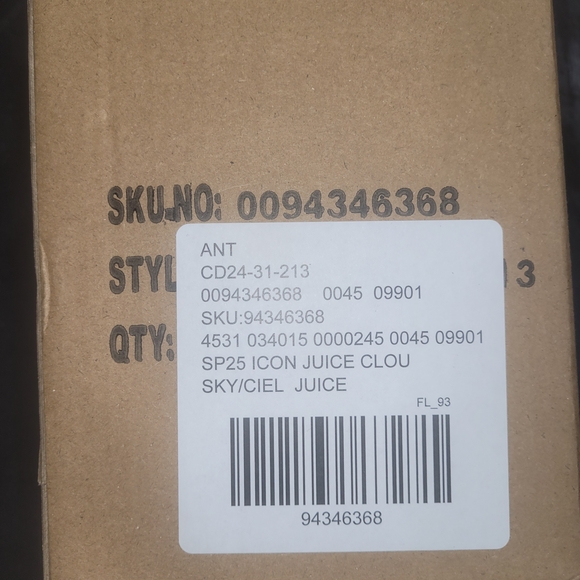 SKU.NO: 0094346368
STYL 3
QTY:
ANT
CD24-31-213
0094346368 0045 09901
SKU:94346368
4531 034015 0000245 0045 09901
SP25 ICON JUICE CLOU
SKY/CIEL JUICE
FL_93
94346368